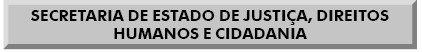 SECRETARIA DE ESTADO DE JUSTIÇA, DIREITOS
HUMANOS E CIDADANIA